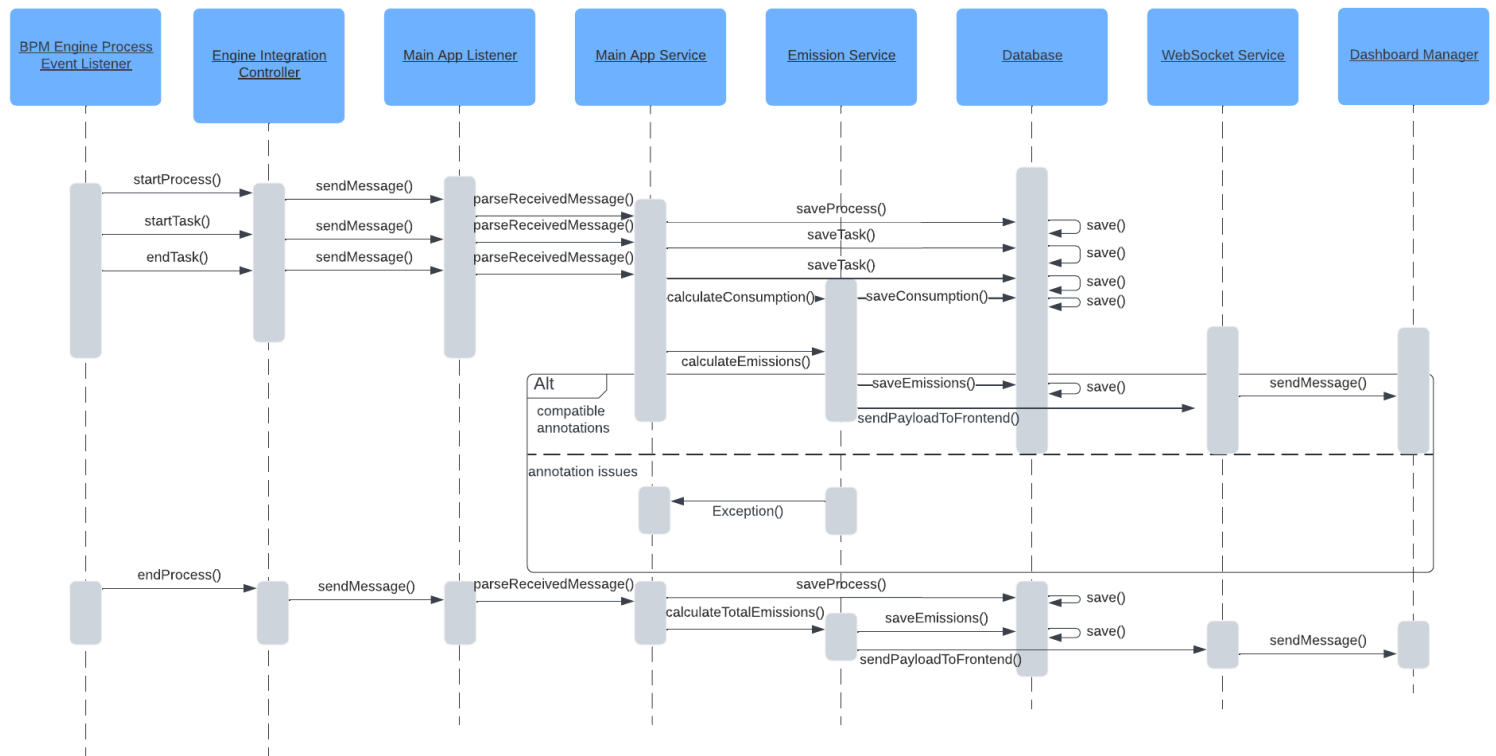 BPM Engine Process
Event Listener
Engine Integration
Controller
Main App Listener
Main App Service
Emission Service
Database
WebSocket Service
Dashboard Manager
startProcess()
sendMessage()
parseReceivedMessage()
saveProcess()
save()
startTask()
sendMessage()
parseReceivedMessage()
saveTask()
save()
endTask()
sendMessage()
parseReceivedMessage()
saveTask()
save()
calculateConsumption()
saveConsumption()
save()
calculateEmissions()
Alt
compatible
annotations
saveEmissions()
save()
sendMessage()
sendPayloadToFrontend()
annotation issues
Exception()
endProcess()
sendMessage()
parseReceivedMessage()
saveProcess()
save()
calculateTotalEmissions()
saveEmissions()
save()
sendPayloadToFrontend()
sendMessage()